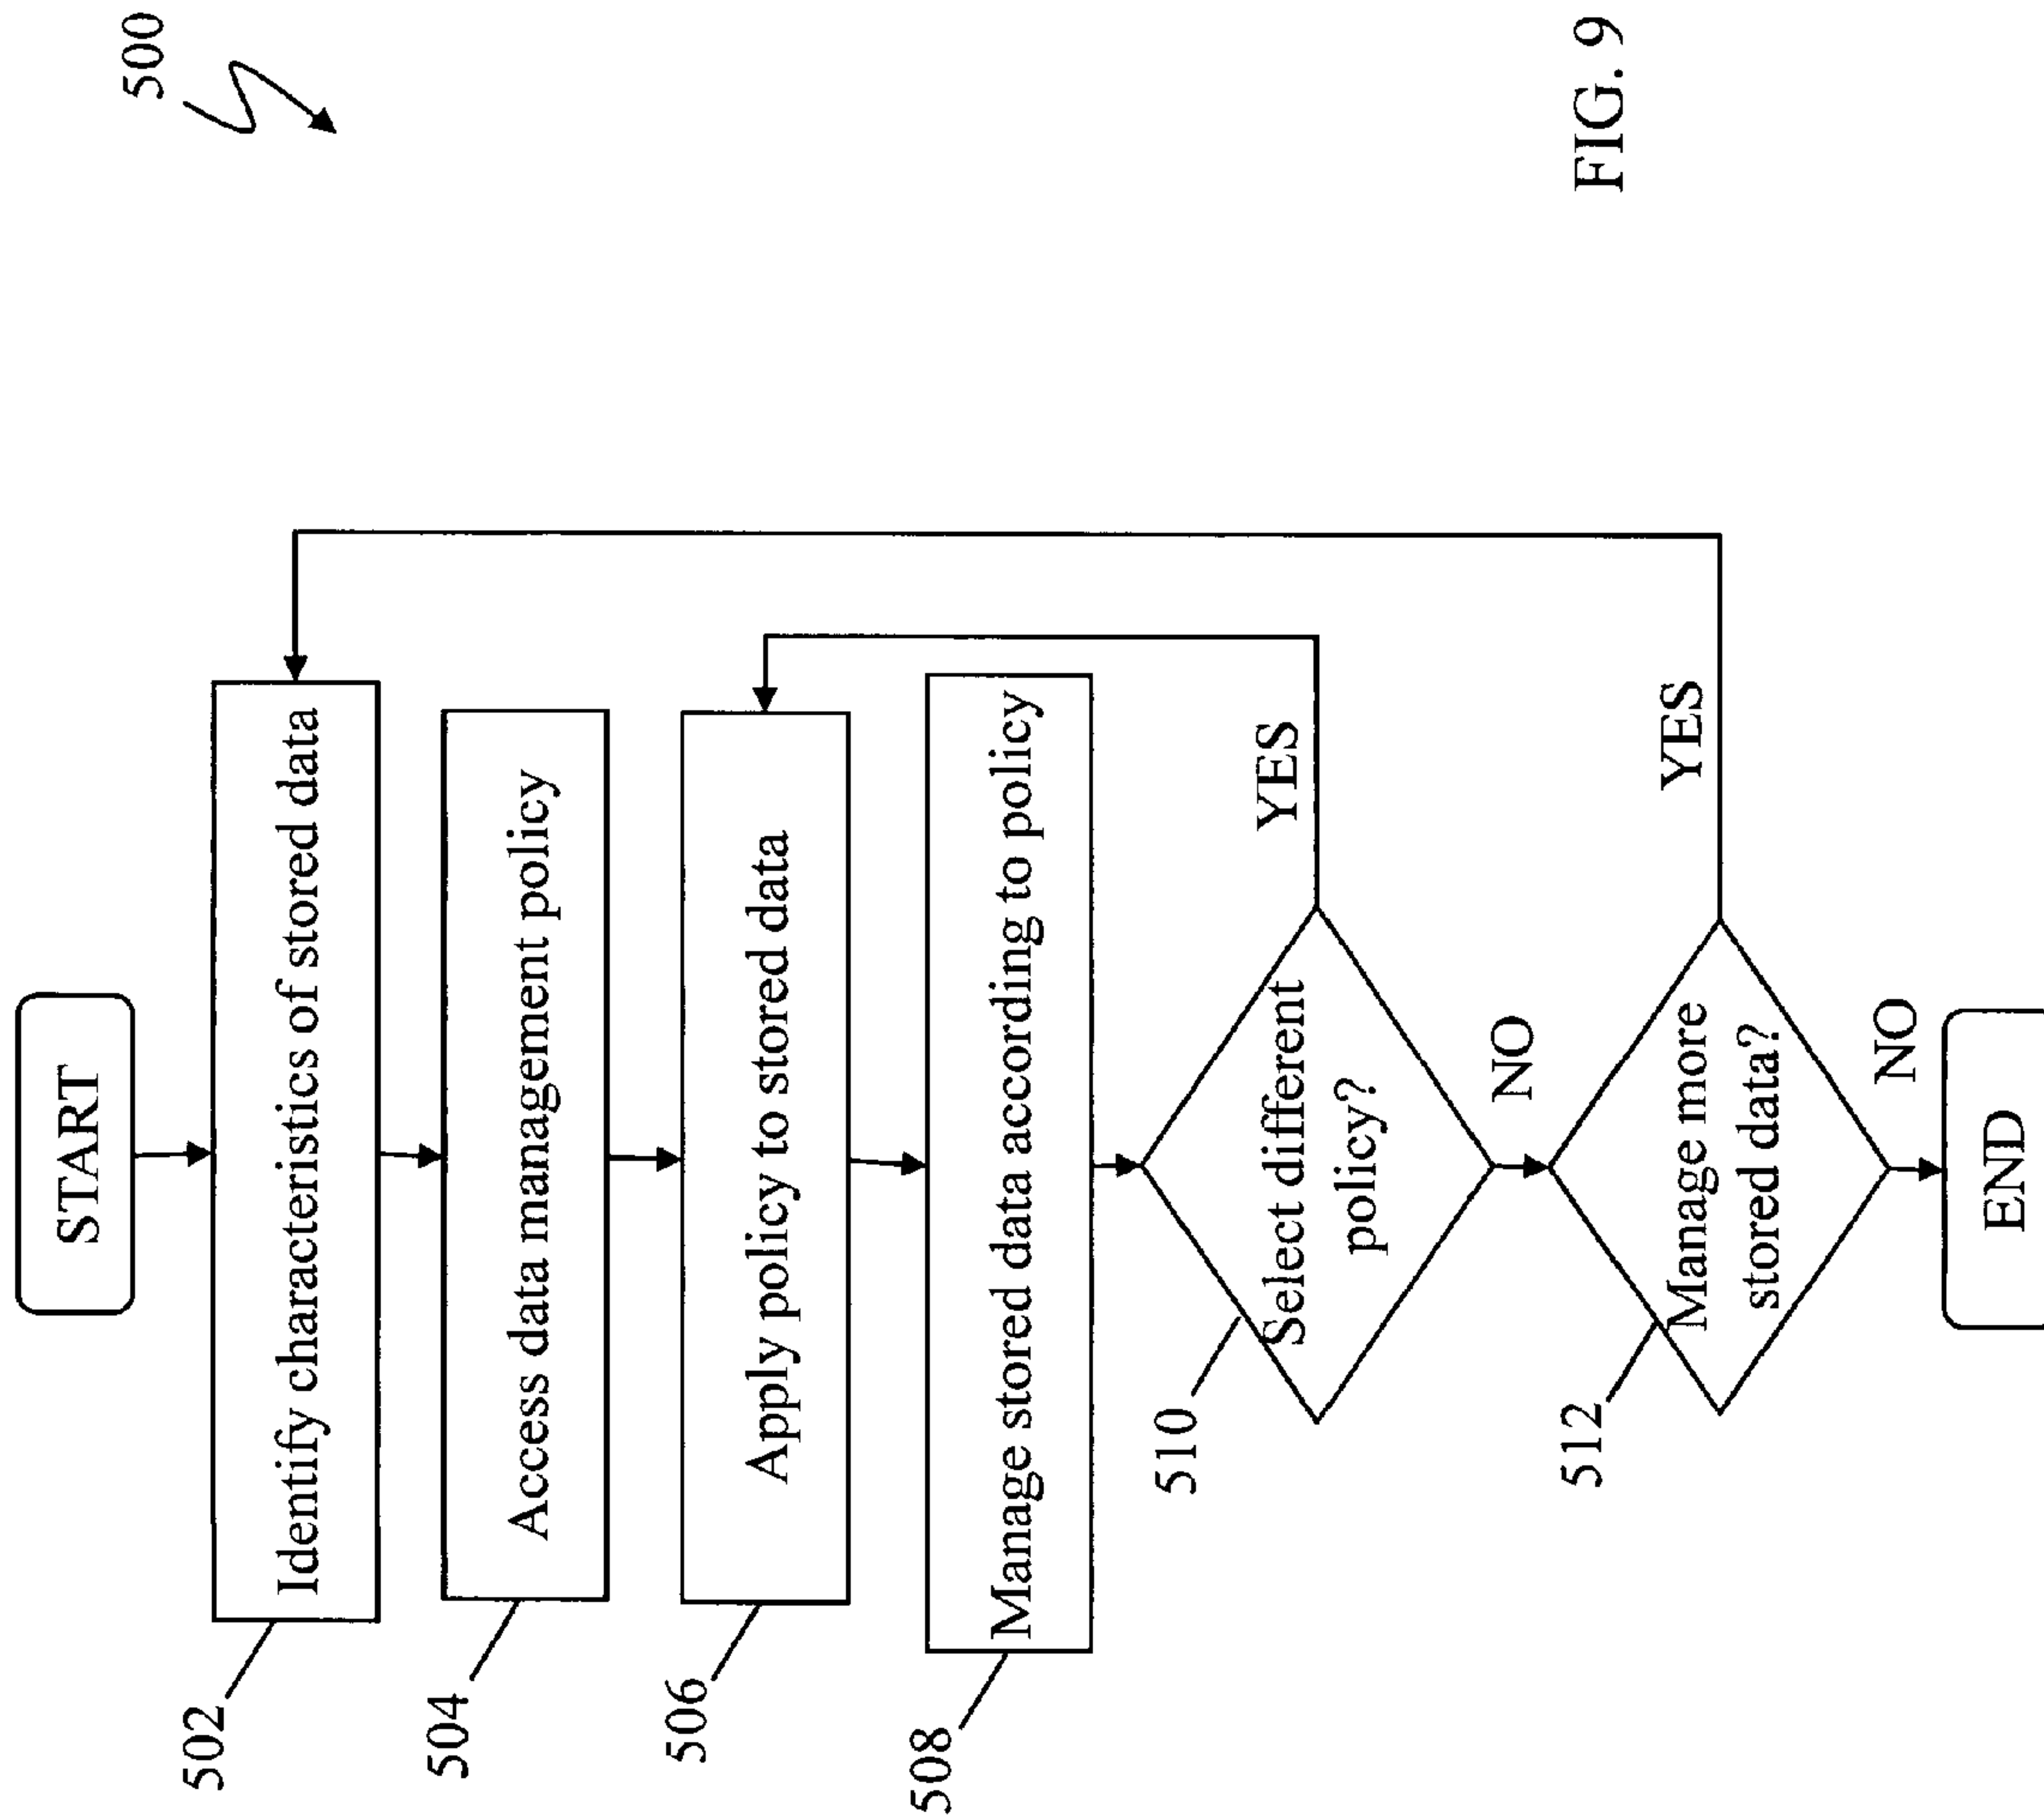 500
START
502
Identify characteristics of stored data
504
Access data management policy
506
Apply policy to stored data
508
Manage stored data according to policy
510
Select different
policy?
YES
NO
512
Manage more
stored data?
YES
NO
END
FIG. 9